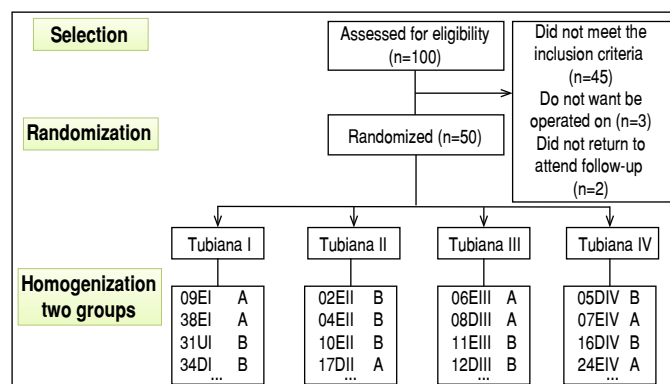 Selection
Assessed for eligibility
(n=100)
Did not meet the
inclusion criteria
(n=45)
Do not want be
operated on (n=3)
Did not return to
attend follow-up
(n=2)
Randomization
Randomized (n=50)
Tubiana I
Tubiana II
Tubiana III
Tubiana IV
Homogenization
two groups
09EI A
38EI A
31UI B
34DI B
...
02EII B
04EII B
10EII B
17DII A
...
06EIII A
08DIII A
11EIII B
12DIII B
...
05DIV B
07EIV A
16DIV B
24EIV A
...